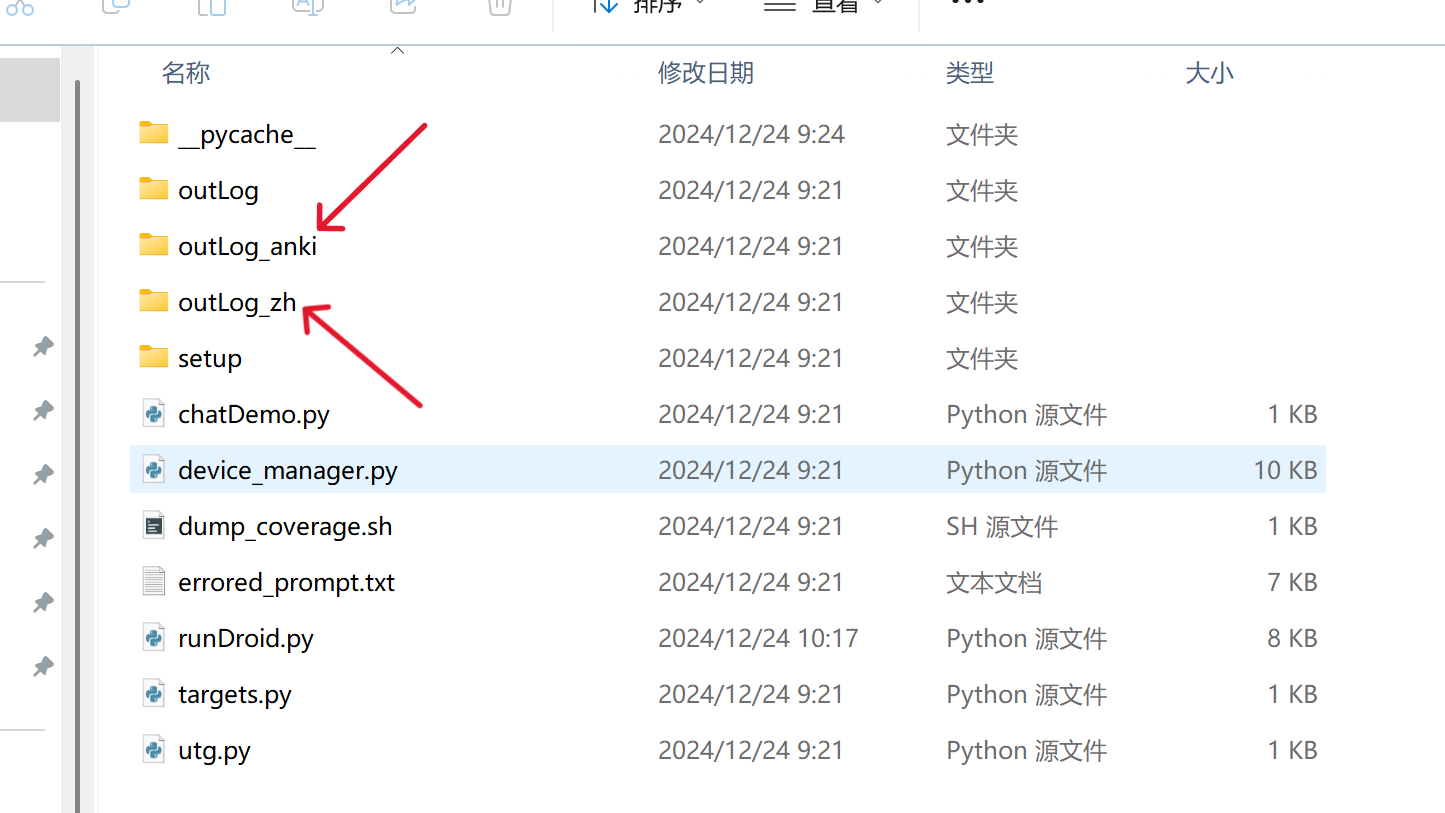 排序 查看 ...
名称 修改日期 类型 大小
__pycache__ 2024/12/24 9:24 文件夹
outLog 2024/12/24 9:21 文件夹
outLog_anki 2024/12/24 9:21 文件夹
outLog_zh 2024/12/24 9:21 文件夹
setup 2024/12/24 9:21 文件夹
chatDemo.py 2024/12/24 9:21 Python 源文件 1 KB
device_manager.py 2024/12/24 9:21 Python 源文件 10 KB
dump_coverage.sh 2024/12/24 9:21 SH 源文件 1 KB
errored_prompt.txt 2024/12/24 9:21 文本文档 7 KB
runDroid.py 2024/12/24 10:17 Python 源文件 8 KB
targets.py 2024/12/24 9:21 Python 源文件 1 KB
utg.py 2024/12/24 9:21 Python 源文件 1 KB